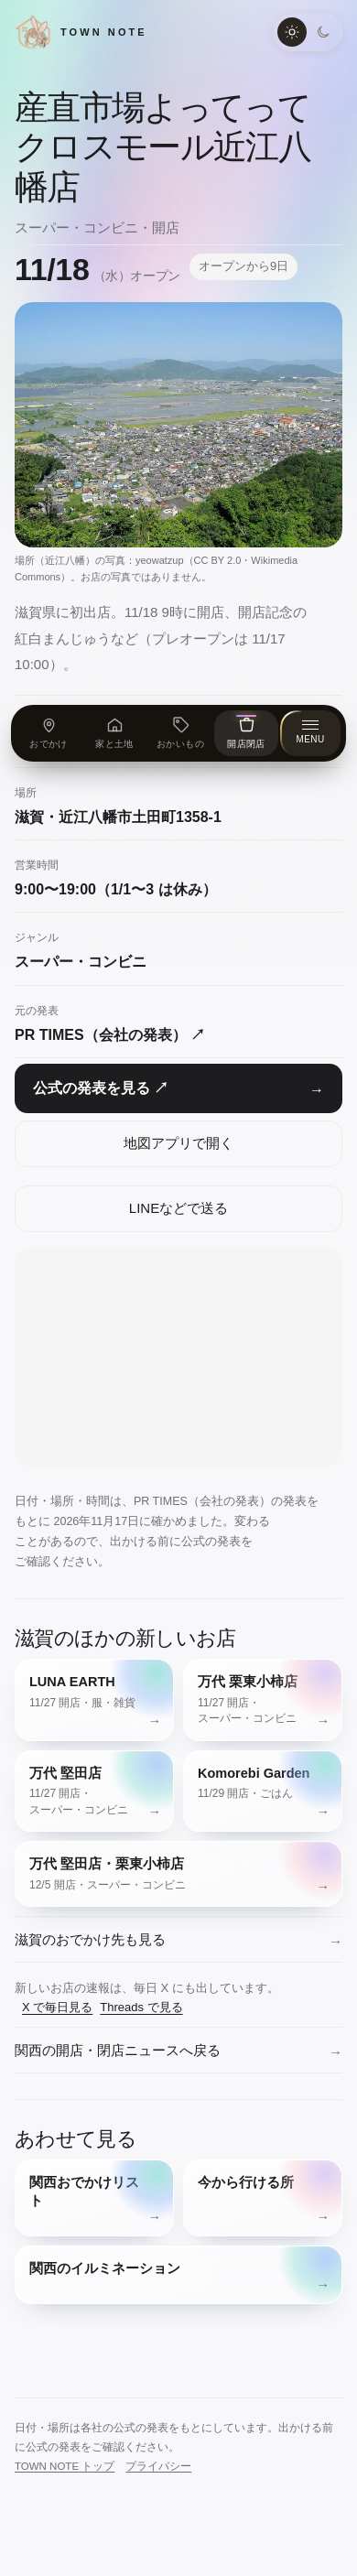 TOWN NOTE
産直市場よってって
クロスモール近江八
幡店
スーパー・コンビニ・開店
11/18 （水）オープン オープンから9日
場所（近江八幡）の写真：yeowatzup（CC BY 2.0・Wikimedia
Commons）。お店の写真ではありません。
滋賀県に初出店。11/18 9時に開店、開店記念の
紅白まんじゅうなど（プレオープンは 11/17
10:00）。
おでかけ 家と土地 おかいもの 開店閉店 MENU
場所
滋賀・近江八幡市土田町1358-1
営業時間
9:00〜19:00（1/1〜3 は休み）
ジャンル
スーパー・コンビニ
元の発表
PR TIMES（会社の発表） ↗
公式の発表を見る ↗ →
地図アプリで開く
LINEなどで送る
日付・場所・時間は、PR TIMES（会社の発表）の発表を
もとに 2026年11月17日に確かめました。変わる
ことがあるので、出かける前に公式の発表を
ご確認ください。
滋賀のほかの新しいお店
LUNA EARTH
11/27 開店・服・雑貨
→
万代 栗東小柿店
11/27 開店・
スーパー・コンビニ →
万代 堅田店
11/27 開店・
スーパー・コンビニ →
Komorebi Garden
11/29 開店・ごはん
→
万代 堅田店・栗東小柿店
12/5 開店・スーパー・コンビニ →
滋賀のおでかけ先も見る →
新しいお店の速報は、毎日 X にも出しています。
X で毎日見る Threads で見る
関西の開店・閉店ニュースへ戻る →
あわせて見る
関西おでかけリス
ト
→
今から行ける所
→
関西のイルミネーション
→
日付・場所は各社の公式の発表をもとにしています。出かける前
に公式の発表をご確認ください。
TOWN NOTE トップ プライバシー